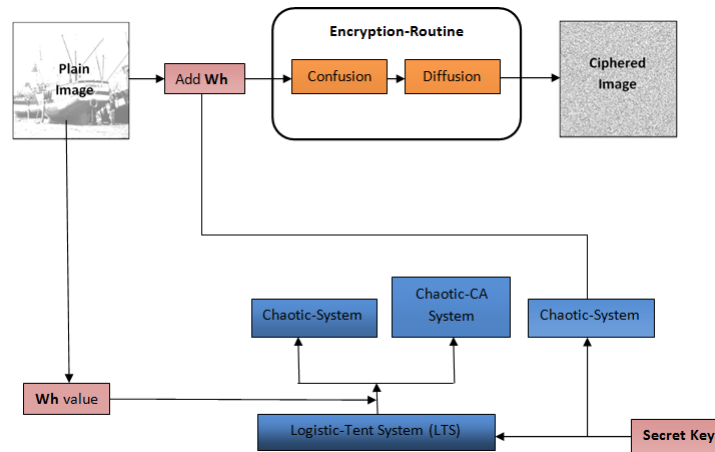 Encryption-Routine
Plain
Image
Add Wh
Confusion
Diffusion
Ciphered
Image
Chaotic-System
Chaotic-CA
System
Chaotic-System
Wh value
Logistic-Tent System (LTS)
Secret Key